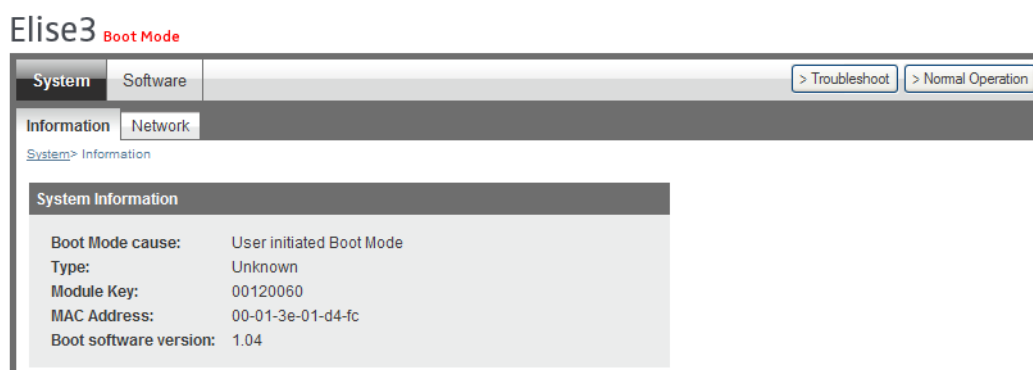 Elise3 Boot Mode
System Software > Troubleshoot > Normal Operation
Information Network
System> Information
System Information
Boot Mode cause: User initiated Boot Mode
Type: Unknown
Module Key: 00120060
MAC Address: 00-01-3e-01-d4-fc
Boot software version: 1.04